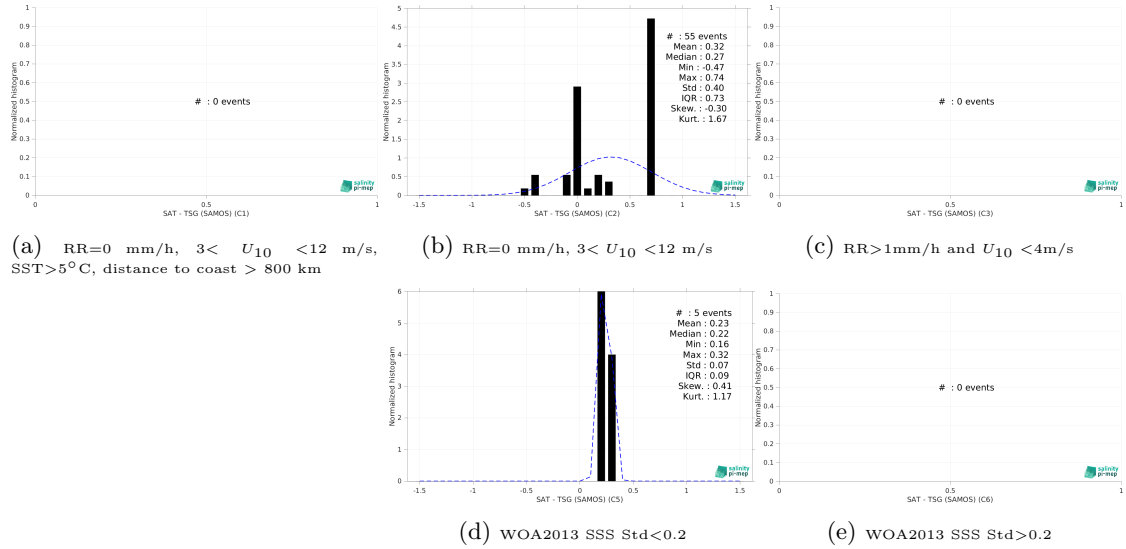 1
0.9
0.8
0.7
0.6
0.5
0.4
0.3
0.2
0.1
0
Normalized histogram
# : 0 events
salinity
pi-mep
0 0.5 1
SAT - TSG (SAMOS) (C1)
(a) RR=0 mm/h, 3< U10 <12 m/s,
SST>5°C, distance to coast > 800 km
5
4.5
4
3.5
3
2.5
2
1.5
1
0.5
0
Normalized histogram
# : 55 events
Mean : 0.32
Median : 0.27
Min : -0.47
Max : 0.74
Std : 0.40
IQR : 0.73
Skew. : -0.30
Kurt. : 1.67
salinity
pi-mep
-1.5 -1 -0.5 0 0.5 1 1.5
SAT - TSG (SAMOS) (C2)
(b) RR=0 mm/h, 3< U10 <12 m/s
1
0.9
0.8
0.7
0.6
0.5
0.4
0.3
0.2
0.1
0
Normalized histogram
# : 0 events
salinity
pi-mep
0 0.5 1
SAT - TSG (SAMOS) (C3)
(c) RR>1mm/h and U10 <4m/s
6
5
4
3
2
1
0
Normalized histogram
# : 5 events
Mean : 0.23
Median : 0.22
Min : 0.16
Max : 0.32
Std : 0.07
IQR : 0.09
Skew. : 0.41
Kurt. : 1.17
salinity
pi-mep
-1.5 -1 -0.5 0 0.5 1 1.5
SAT - TSG (SAMOS) (C5)
(d) WOA2013 SSS Std<0.2
1
0.9
0.8
0.7
0.6
0.5
0.4
0.3
0.2
0.1
0
Normalized histogram
# : 0 events
salinity
pi-mep
0 0.5 1
SAT - TSG (SAMOS) (C6)
(e) WOA2013 SSS Std>0.2